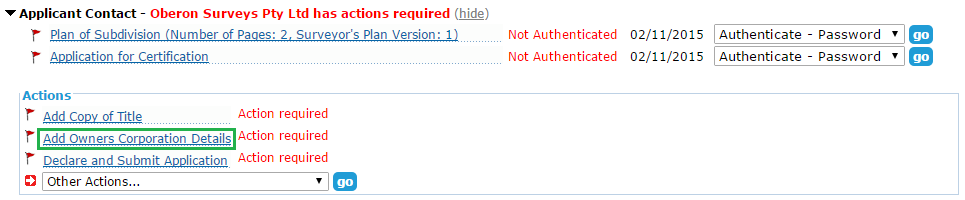 Applicant Contact - Oberon Surveys Pty Ltd has actions required (hide)
Plan of Subdivision (Number of Pages: 2, Surveyor's Plan Version: 1) Not Authenticated 02/11/2015 Authenticate - Password go
Application for Certification Not Authenticated 02/11/2015 Authenticate - Password go
Actions
Add Copy of Title Action required
Add Owners Corporation Details Action required
Declare and Submit Application Action required
Other Actions... go